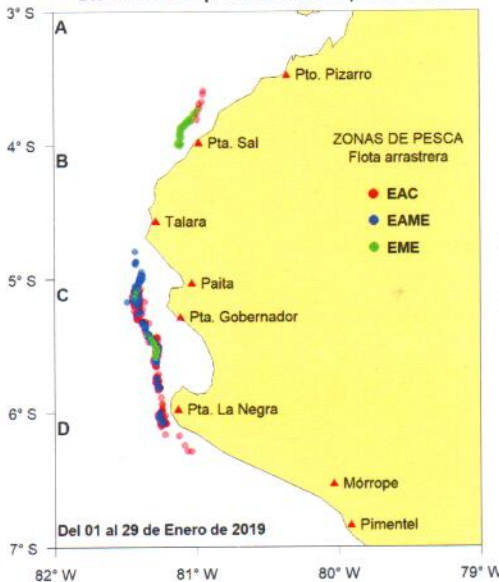 3° S
A
Pto. Pizarro
4° S
B
Pta. Sal
ZONAS DE PESCA
Flota arrastrera
EAC
EAME
EME
Talara
5° S
C
Paita
Pta. Gobernador
6° S
D
Pta. La Negra
Mórrope
Pimentel
Del 01 al 29 de Enero de 2019
7° S
82° W
81° W
80° W
79° W